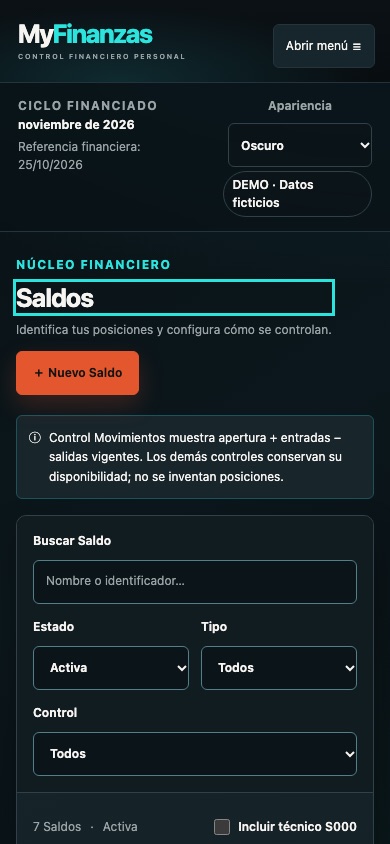 MyFinanzas
CONTROL FINANCIERO PERSONAL
Abrir menú ≡
CICLO FINANCIADO
noviembre de 2026
Referencia financiera:
25/10/2026
Apariencia
Oscuro
DEMO · Datos
ficticios
NÚCLEO FINANCIERO
Saldos
Identifica tus posiciones y configura cómo se controlan.
+ Nuevo Saldo
ⓘ Control Movimientos muestra apertura + entradas −
salidas vigentes. Los demás controles conservan su
disponibilidad; no se inventan posiciones.
Buscar Saldo
Nombre o identificador...
Estado
Tipo
Activa
Todos
Control
Todos
7 Saldos · Activa
Incluir técnico S000